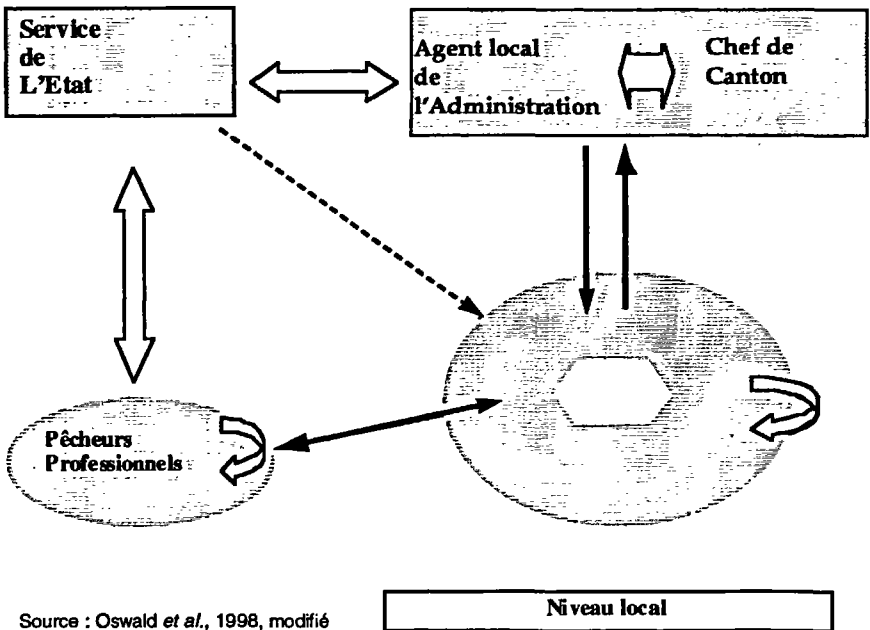 Service
de
L'Etat
Agent local
de
l'Administration
Chef de
Canton
Pêcheurs
Professionnels
Source : Oswald et al., 1998, modifié
Niveau local